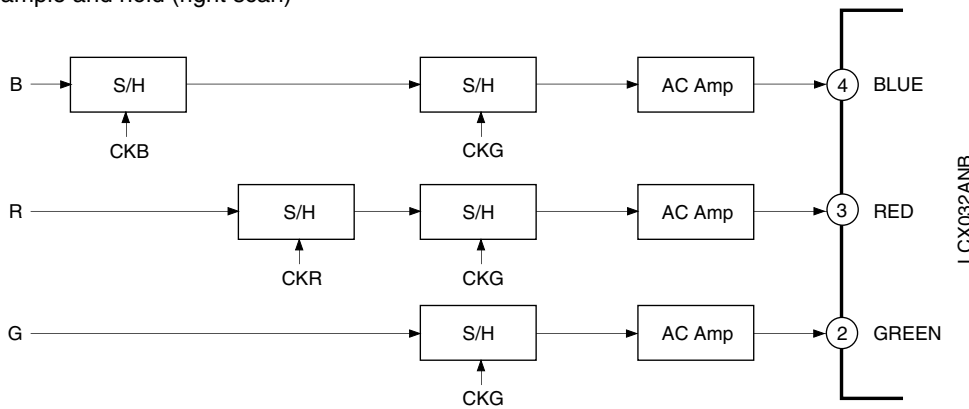 ample and hold (right scan)
B S/H S/H AC Amp 4 BLUE
CKB CKG
R S/H S/H AC Amp 3 RED
CKR CKG
G S/H AC Amp 2 GREEN
CKG
LCX032ANB